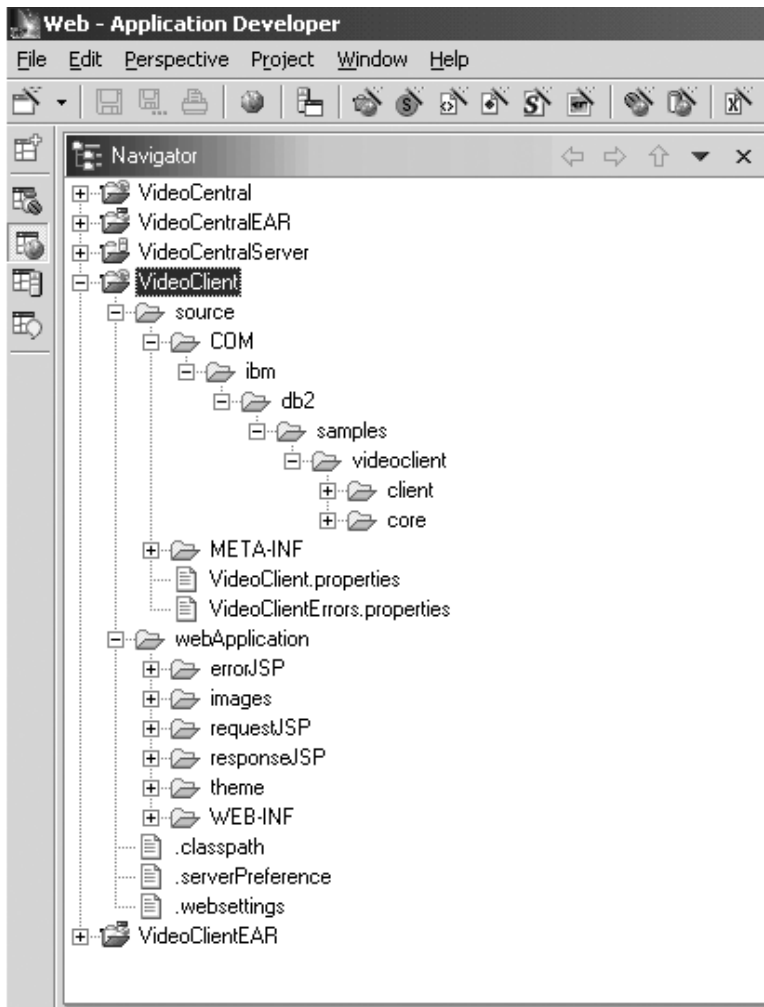 Web - Application Developer
File Edit Perspective Project Window Help
Navigator
VideoCentral
VideoCentralEAR
VideoCentralServer
VideoClient
source
COM
ibm
db2
samples
videoclient
client
core
META-INF
VideoClient.properties
VideoClientErrors.properties
webApplication
errorJSP
images
requestJSP
responseJSP
theme
WEB-INF
.classpath
.serverPreference
.websettings
VideoClientEAR